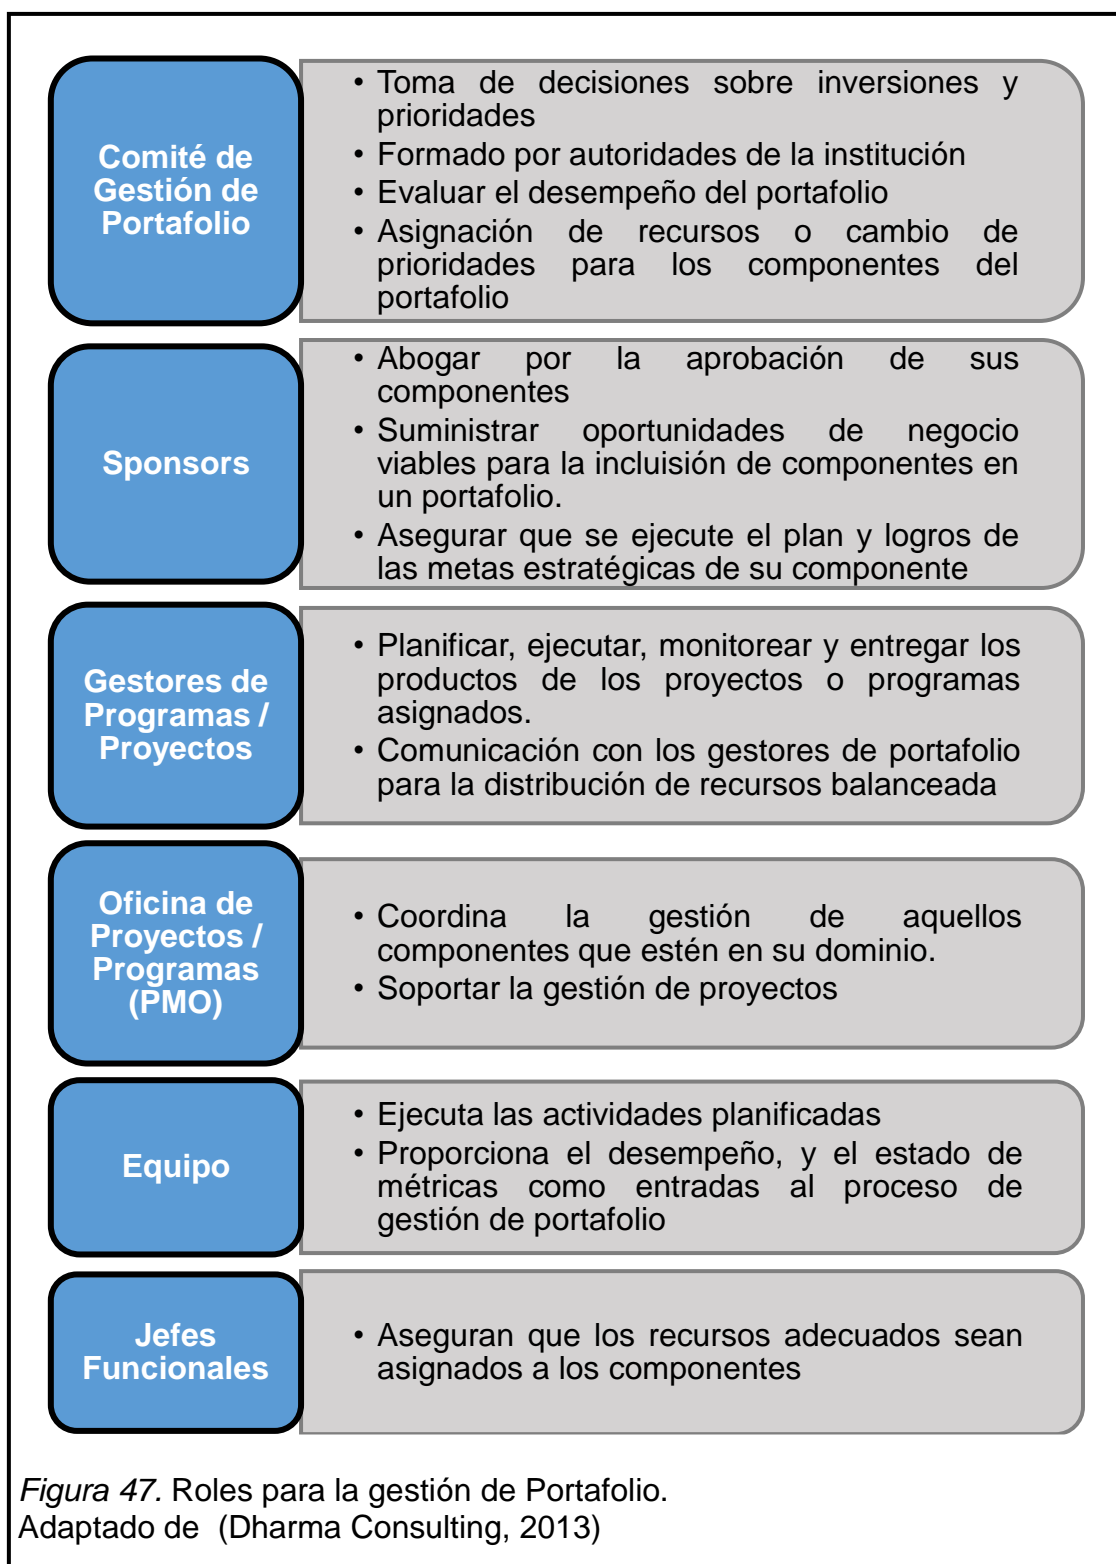 Comité de
Gestión de
Portafolio
• Toma de decisiones sobre inversiones y
prioridades
• Formado por autoridades de la institución
• Evaluar el desempeño del portafolio
• Asignación de recursos o cambio de
prioridades para los componentes del
portafolio
Sponsors
• Abogar por la aprobación de sus
componentes
• Suministrar oportunidades de negocio
viables para la incluisión de componentes en
un portafolio.
• Asegurar que se ejecute el plan y logros de
las metas estratégicas de su componente
Gestores de
Programas /
Proyectos
• Planificar, ejecutar, monitorear y entregar los
productos de los proyectos o programas
asignados.
• Comunicación con los gestores de portafolio
para la distribución de recursos balanceada
Oficina de
Proyectos /
Programas
(PMO)
• Coordina la gestión de aquellos
componentes que estén en su dominio.
• Soportar la gestión de proyectos
Equipo
• Ejecuta las actividades planificadas
• Proporciona el desempeño, y el estado de
métricas como entradas al proceso de
gestión de portafolio
Jefes
Funcionales
• Aseguran que los recursos adecuados sean
asignados a los componentes
Figura 47. Roles para la gestión de Portafolio.
Adaptado de (Dharma Consulting, 2013)